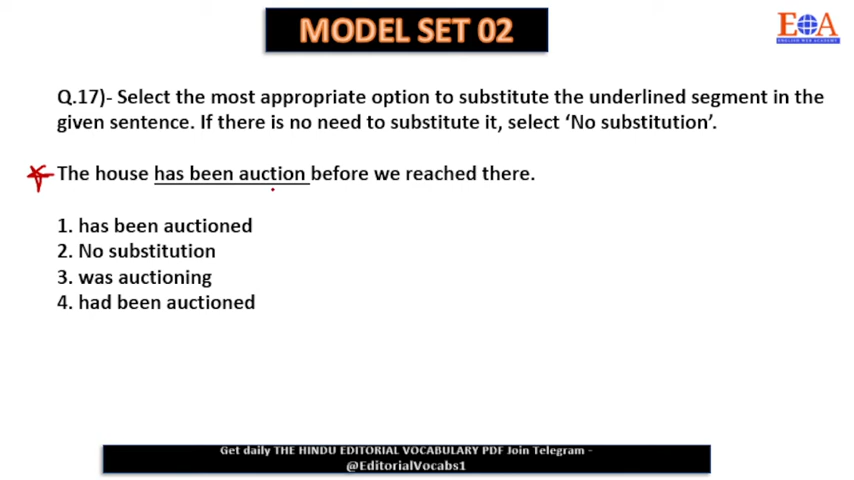 MODEL SET 02
EOA
ENGLISH WEB ACADEMY
Q.17)- Select the most appropriate option to substitute the underlined segment in the
given sentence. If there is no need to substitute it, select ‘No substitution’.
The house has been auction before we reached there.
1. has been auctioned
2. No substitution
3. was auctioning
4. had been auctioned
Get daily THE HINDU EDITORIAL VOCABULARY PDF Join Telegram -
@EditorialVocabs1